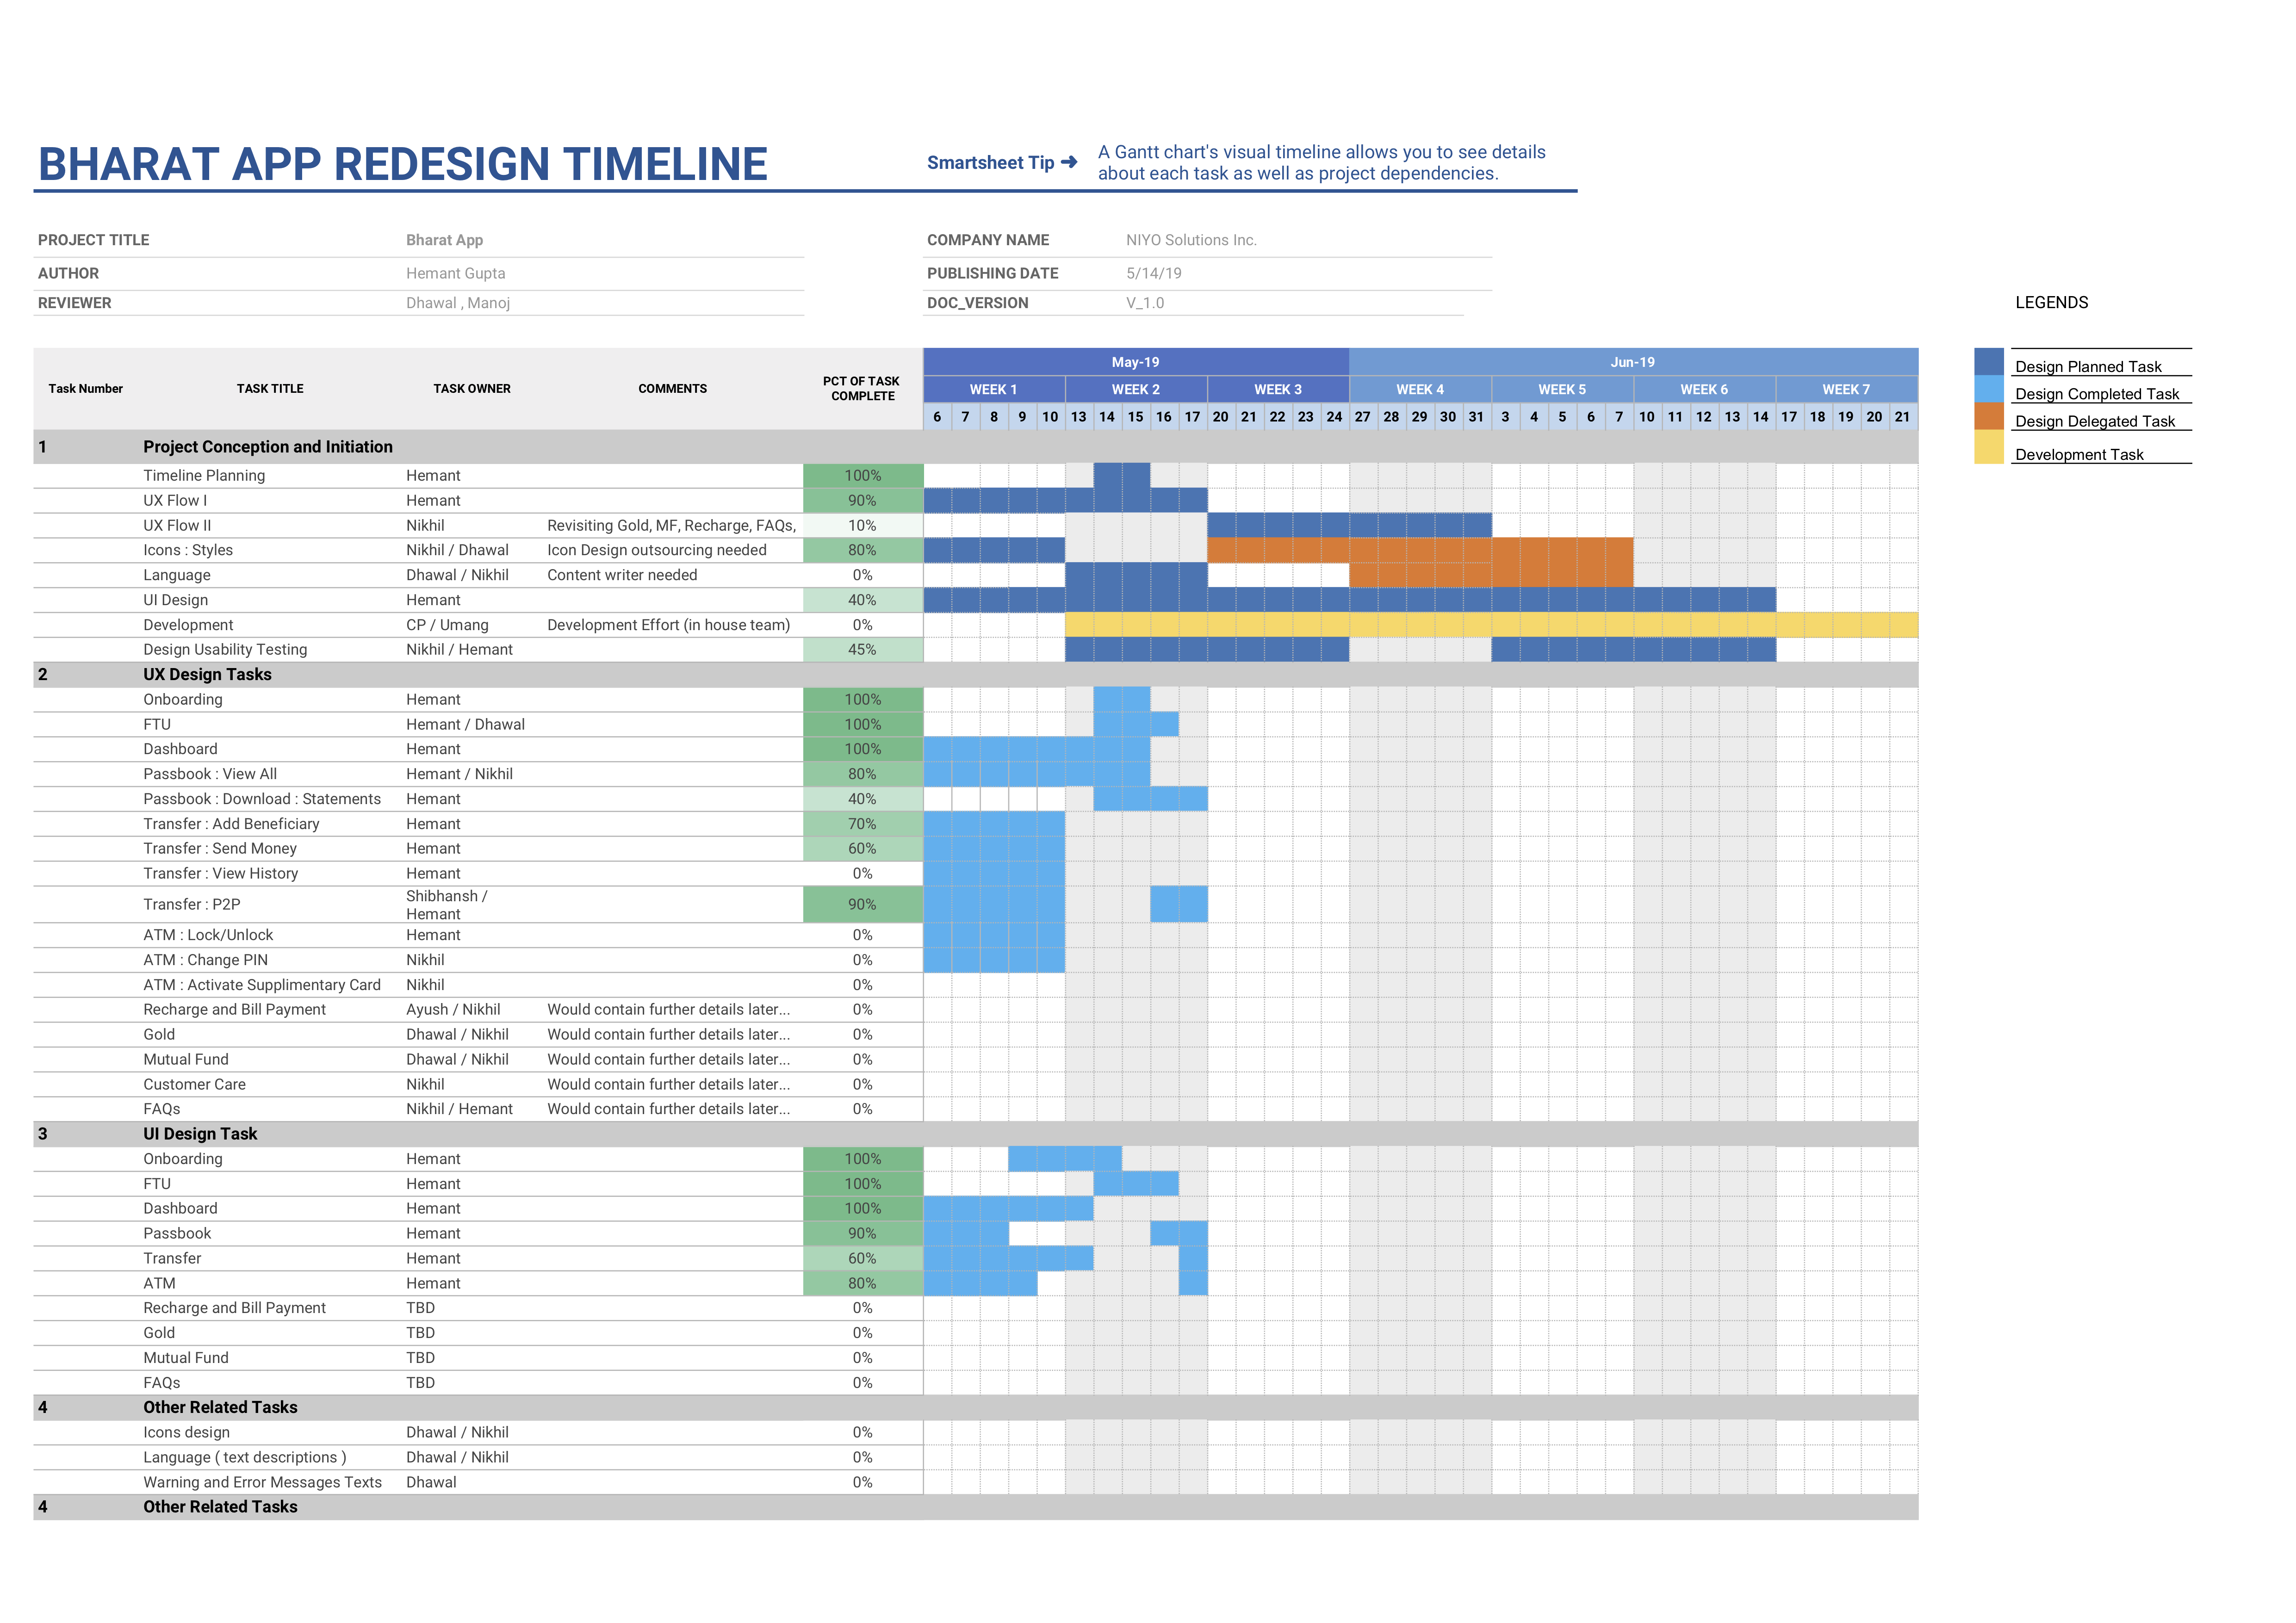 BHARAT APP REDESIGN TIMELINE
Smartsheet Tip ➜
A Gantt chart's visual timeline allows you to see details
about each task as well as project dependencies.
PROJECT TITLE Bharat App COMPANY NAME NIYO Solutions Inc.
AUTHOR Hemant Gupta PUBLISHING DATE 5/14/19
REVIEWER Dhawal , Manoj DOC_VERSION V_1.0
LEGENDS
Design Planned Task
Design Completed Task
Design Delegated Task
Development Task
May-19 Jun-19
Task Number TASK TITLE TASK OWNER COMMENTS PCT OF TASK
COMPLETE
WEEK 1 WEEK 2 WEEK 3 WEEK 4 WEEK 5 WEEK 6 WEEK 7
6 7 8 9 10 13 14 15 16 17 20 21 22 23 24 27 28 29 30 31 3 4 5 6 7 10 11 12 13 14 17 18 19 20 21
1 Project Conception and Initiation
Timeline Planning Hemant 100%
UX Flow I Hemant 90%
UX Flow II Nikhil Revisiting Gold, MF, Recharge, FAQs, 10%
Icons : Styles Nikhil / Dhawal Icon Design outsourcing needed 80%
Language Dhawal / Nikhil Content writer needed 0%
UI Design Hemant 40%
Development CP / Umang Development Effort (in house team) 0%
Design Usability Testing Nikhil / Hemant 45%
2 UX Design Tasks
Onboarding Hemant 100%
FTU Hemant / Dhawal 100%
Dashboard Hemant 100%
Passbook : View All Hemant / Nikhil 80%
Passbook : Download : Statements Hemant 40%
Transfer : Add Beneficiary Hemant 70%
Transfer : Send Money Hemant 60%
Transfer : View History Hemant 0%
Transfer : P2P Shibhansh /
Hemant 90%
ATM : Lock/Unlock Hemant 0%
ATM : Change PIN Nikhil 0%
ATM : Activate Supplimentary Card Nikhil 0%
Recharge and Bill Payment Ayush / Nikhil Would contain further details later... 0%
Gold Dhawal / Nikhil Would contain further details later... 0%
Mutual Fund Dhawal / Nikhil Would contain further details later... 0%
Customer Care Nikhil Would contain further details later... 0%
FAQs Nikhil / Hemant Would contain further details later... 0%
3 UI Design Task
Onboarding Hemant 100%
FTU Hemant 100%
Dashboard Hemant 100%
Passbook Hemant 90%
Transfer Hemant 60%
ATM Hemant 80%
Recharge and Bill Payment TBD 0%
Gold TBD 0%
Mutual Fund TBD 0%
FAQs TBD 0%
4 Other Related Tasks
Icons design Dhawal / Nikhil 0%
Language ( text descriptions ) Dhawal / Nikhil 0%
Warning and Error Messages Texts Dhawal 0%
4 Other Related Tasks